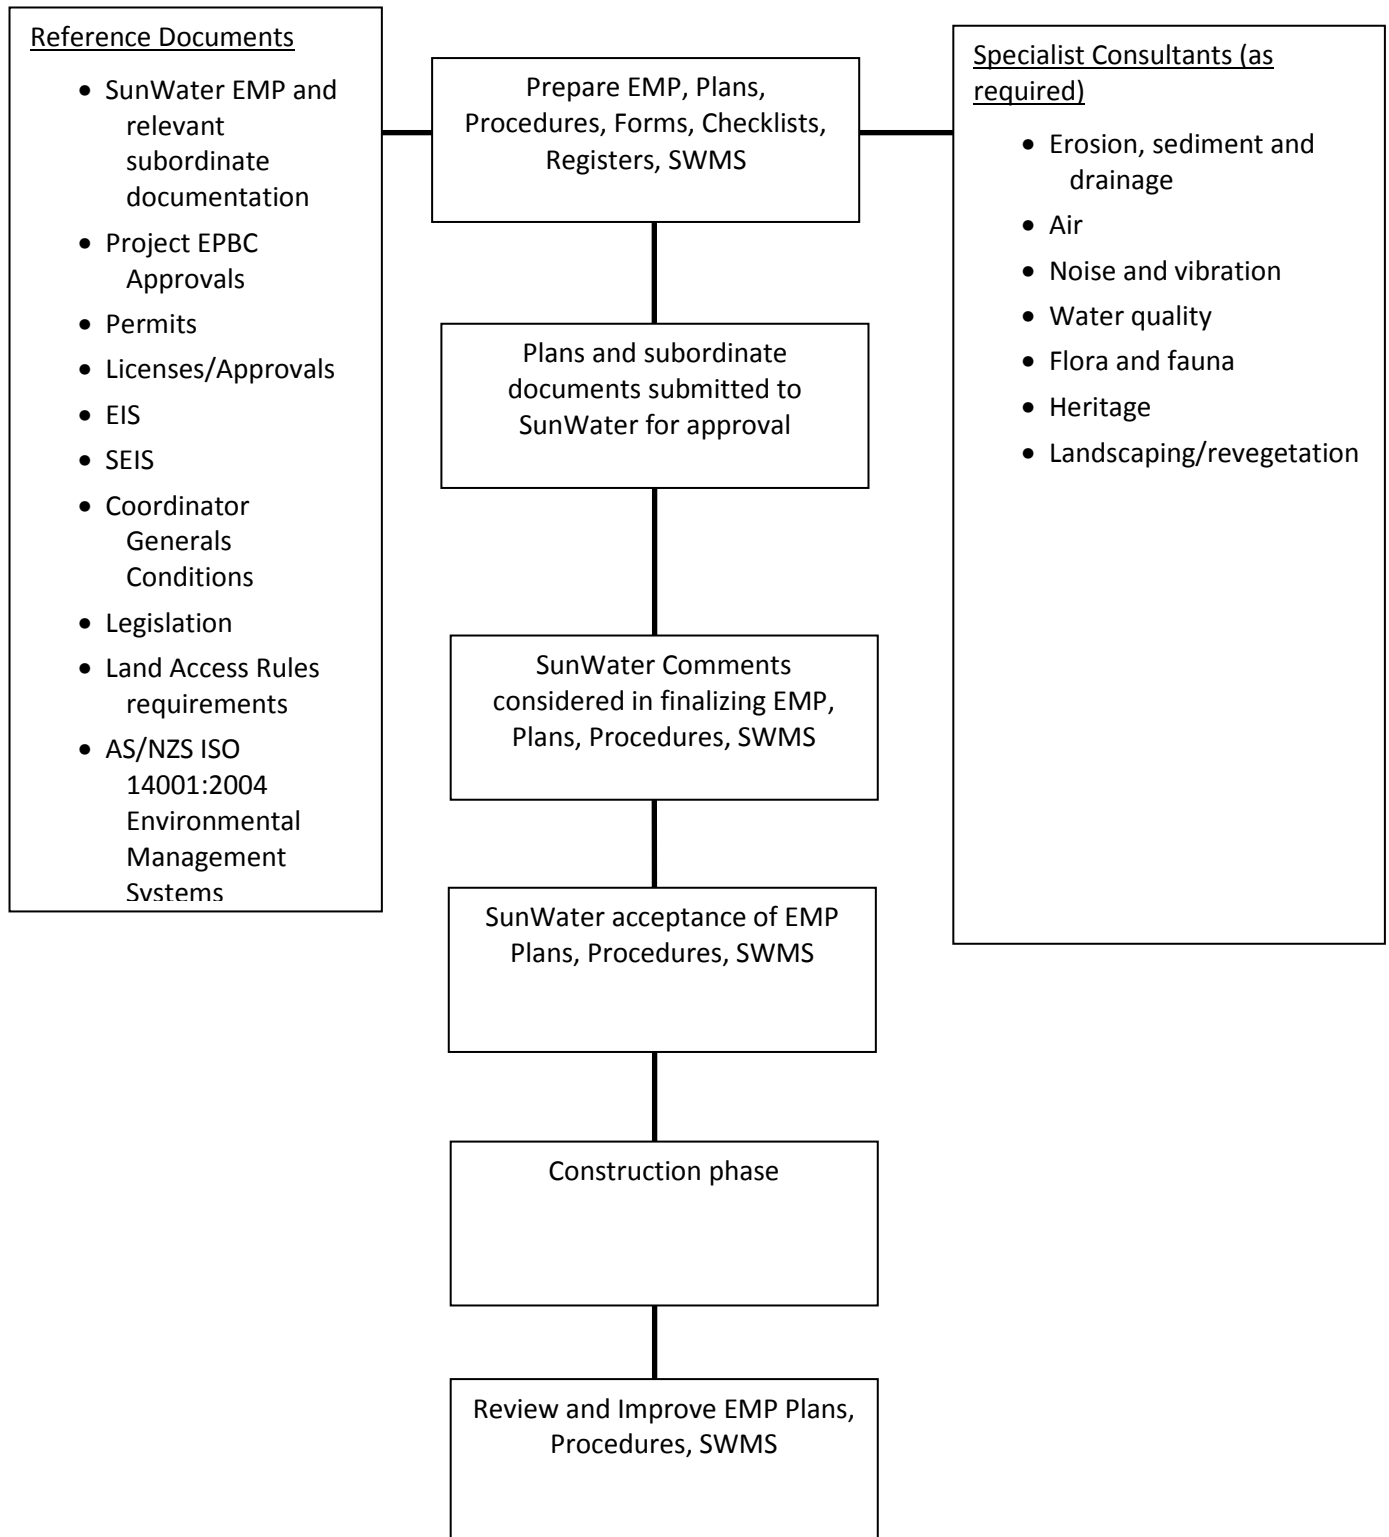 Reference Documents
• SunWater EMP and
relevant
subordinate
documentation
• Project EPBC
Approvals
• Permits
• Licenses/Approvals
• EIS
• SEIS
• Coordinator
Generals
Conditions
• Legislation
• Land Access Rules
requirements
• AS/NZS ISO
14001:2004
Environmental
Management
Systems
Prepare EMP, Plans,
Procedures, Forms, Checklists,
Registers, SWMS
Specialist Consultants (as
required)
• Erosion, sediment and
drainage
• Air
• Noise and vibration
• Water quality
• Flora and fauna
• Heritage
• Landscaping/revegetation
Plans and subordinate
documents submitted to
SunWater for approval
SunWater Comments
considered in finalizing EMP,
Plans, Procedures, SWMS
SunWater acceptance of EMP
Plans, Procedures, SWMS
Construction phase
Review and Improve EMP Plans,
Procedures, SWMS